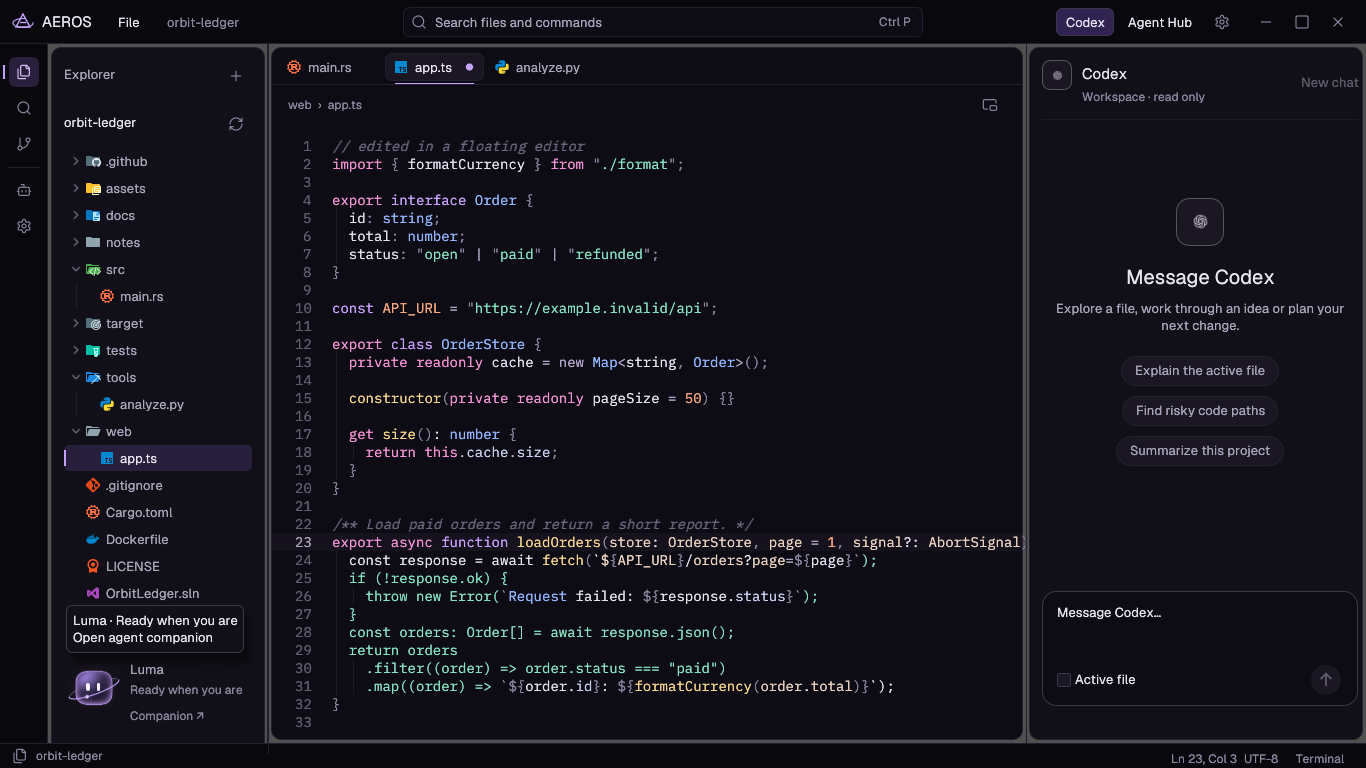 AEROS File orbit-ledger Search files and commands Ctrl P Codex Agent Hub
Explorer
orbit-ledger
.github
assets
docs
notes
src
main.rs
target
tests
tools
analyze.py
web
app.ts
.gitignore
Cargo.toml
Dockerfile
LICENSE
OrbitLedger.sln
Luma · Ready when you are
Open agent companion
Luma
Ready when you are
Companion ↗
main.rs app.ts analyze.py
web › app.ts
1 // edited in a floating editor
2 import { formatCurrency } from "./format";
3
4 export interface Order {
5 id: string;
6 total: number;
7 status: "open" | "paid" | "refunded";
8 }
9
10 const API_URL = "https://example.invalid/api";
11
12 export class OrderStore {
13 private readonly cache = new Map<string, Order>();
14
15 constructor(private readonly pageSize = 50) {}
16
17 get size(): number {
18 return this.cache.size;
19 }
20 }
21
22 /** Load paid orders and return a short report. */
23 export async function loadOrders(store: OrderStore, page = 1, signal?: AbortSignal)
24 const response = await fetch(`${API_URL}/orders?page=${page}`);
25 if (!response.ok) {
26 throw new Error(`Request failed: ${response.status}`);
27 }
28 const orders: Order[] = await response.json();
29 return orders
30 .filter((order) => order.status === "paid")
31 .map((order) => `${order.id}: ${formatCurrency(order.total)}`);
32 }
33
Codex
Workspace · read only
New chat
Message Codex
Explore a file, work through an idea or plan your
next change.
Explain the active file
Find risky code paths
Summarize this project
Message Codex…
Active file
orbit-ledger Ln 23, Col 3 UTF-8 Terminal